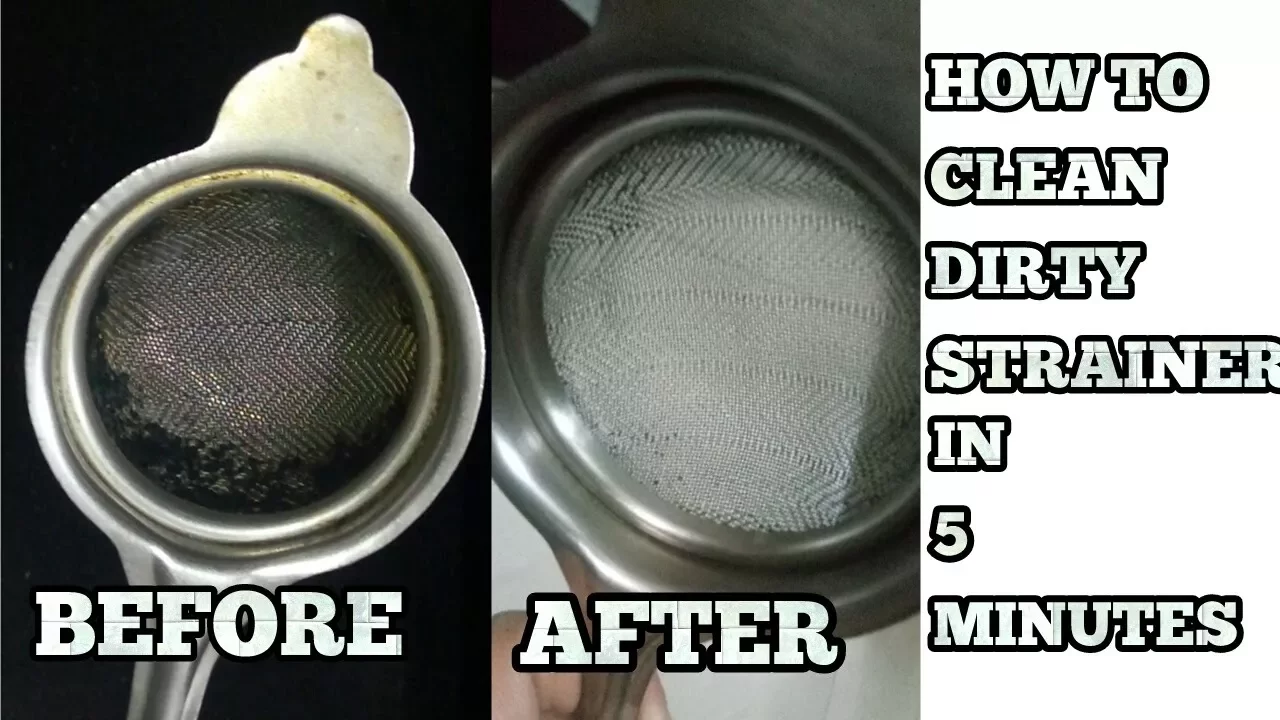 BEFORE
AFTER
HOW TO
CLEAN
DIRTY
STRAINER
IN
5
MINUTES